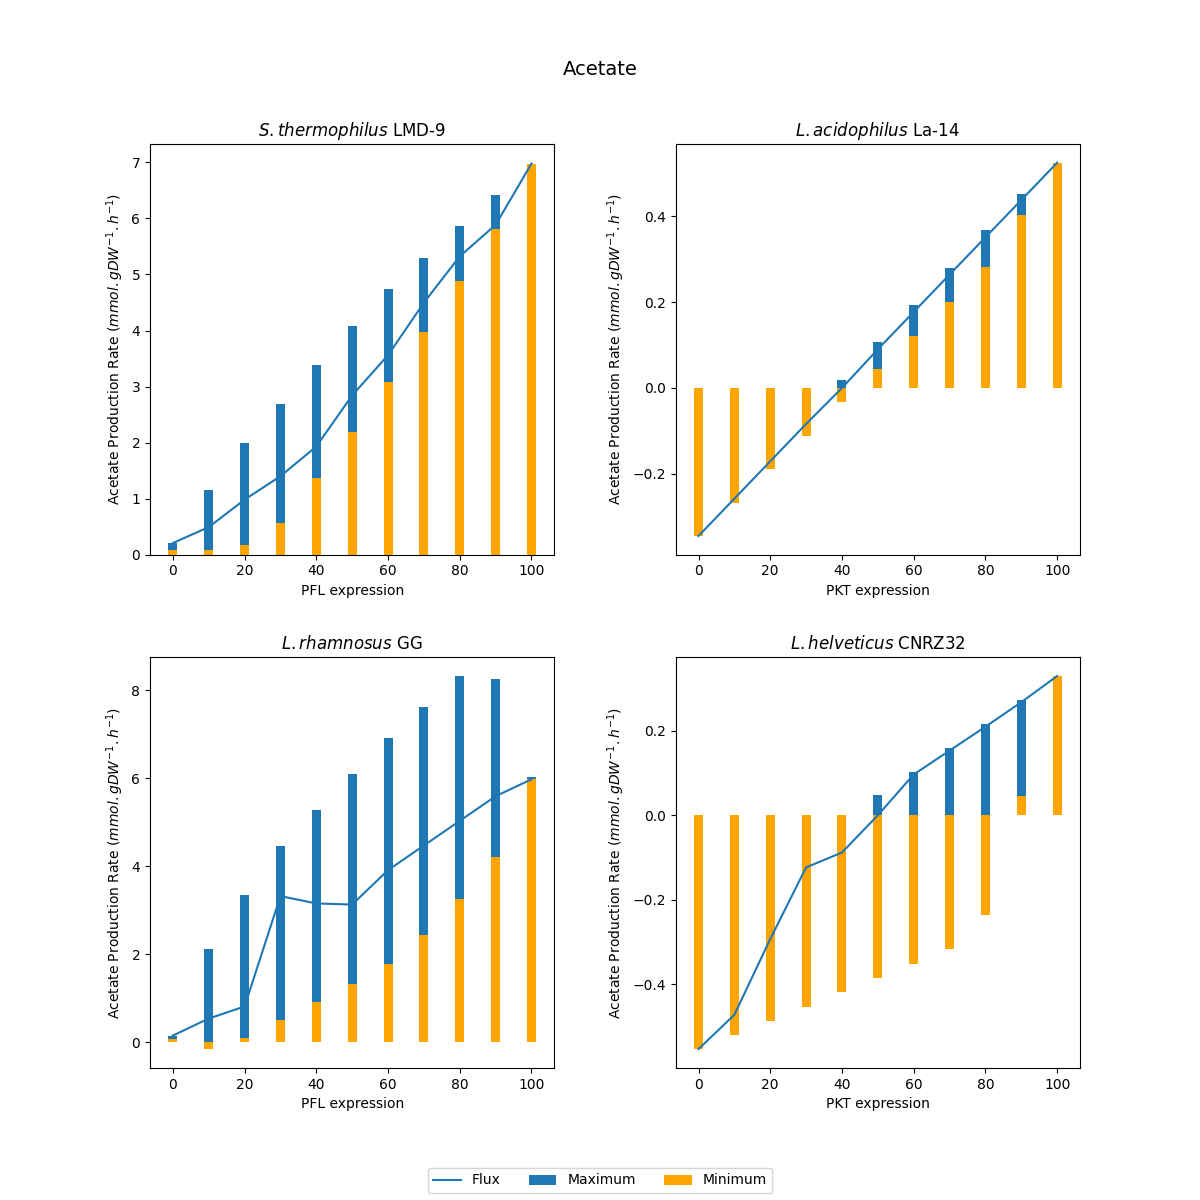 Acetate
S.thermophilus LMD-9
L.acidophilus La-14
Acetate Production Rate (mmol.gDW⁻¹.h⁻¹)
7
6
5
4
3
2
1
0
0 20 40 60 80 100
PFL expression
Acetate Production Rate (mmol.gDW⁻¹.h⁻¹)
0.4
0.2
0.0
−0.2
0 20 40 60 80 100
PKT expression
L.rhamnosus GG
L.helveticus CNRZ32
Acetate Production Rate (mmol.gDW⁻¹.h⁻¹)
8
6
4
2
0
0 20 40 60 80 100
PFL expression
Acetate Production Rate (mmol.gDW⁻¹.h⁻¹)
0.2
0.0
−0.2
−0.4
0 20 40 60 80 100
PKT expression
Flux Maximum Minimum